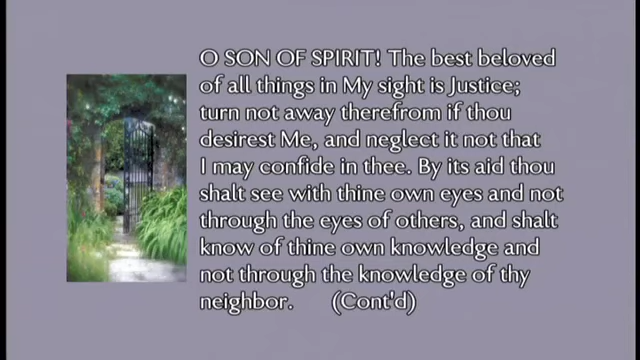 O SON OF SPIRIT! The best beloved
of all things in My sight is Justice;
turn not away therefrom if thou
desirest Me, and neglect it not that
I may confide in thee. By its aid thou
shalt see with thine own eyes and not
through the eyes of others, and shalt
know of thine own knowledge and
not through the knowledge of thy
neighbor. (Cont'd)